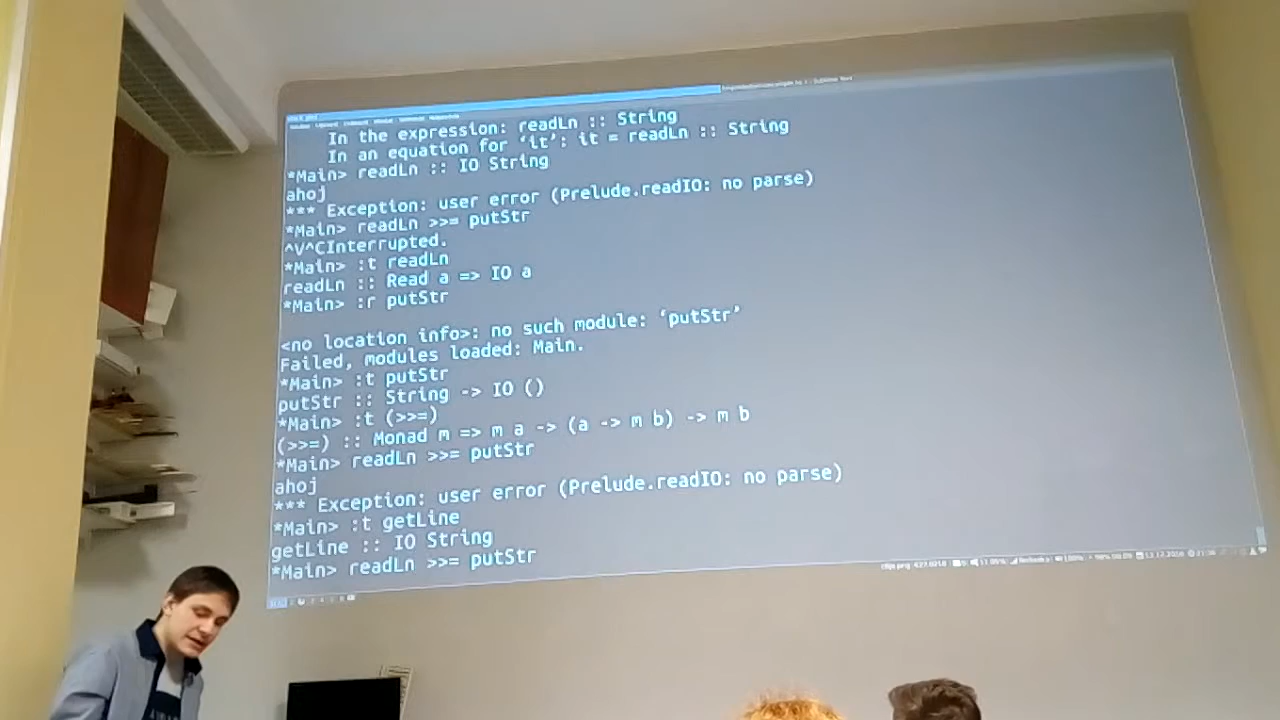 In the expression: readLn :: String
In an equation for ‘it’: it = readLn :: String
*Main> readLn :: IO String
ahoj
*** Exception: user error (Prelude.readIO: no parse)
*Main> readLn >>= putStr
^V^CInterrupted.
*Main> :t readLn
readLn :: Read a => IO a
*Main> :r putStr
<no location info>: no such module: ‘putStr’
Failed, modules loaded: Main.
*Main> :t putStr
putStr :: String -> IO ()
*Main> :t (>>=)
(>>=) :: Monad m => m a -> (a -> m b) -> m b
*Main> readLn >>= putStr
ahoj
*** Exception: user error (Prelude.readIO: no parse)
*Main> :t getLine
getLine :: IO String
*Main> readLn >>= putStr